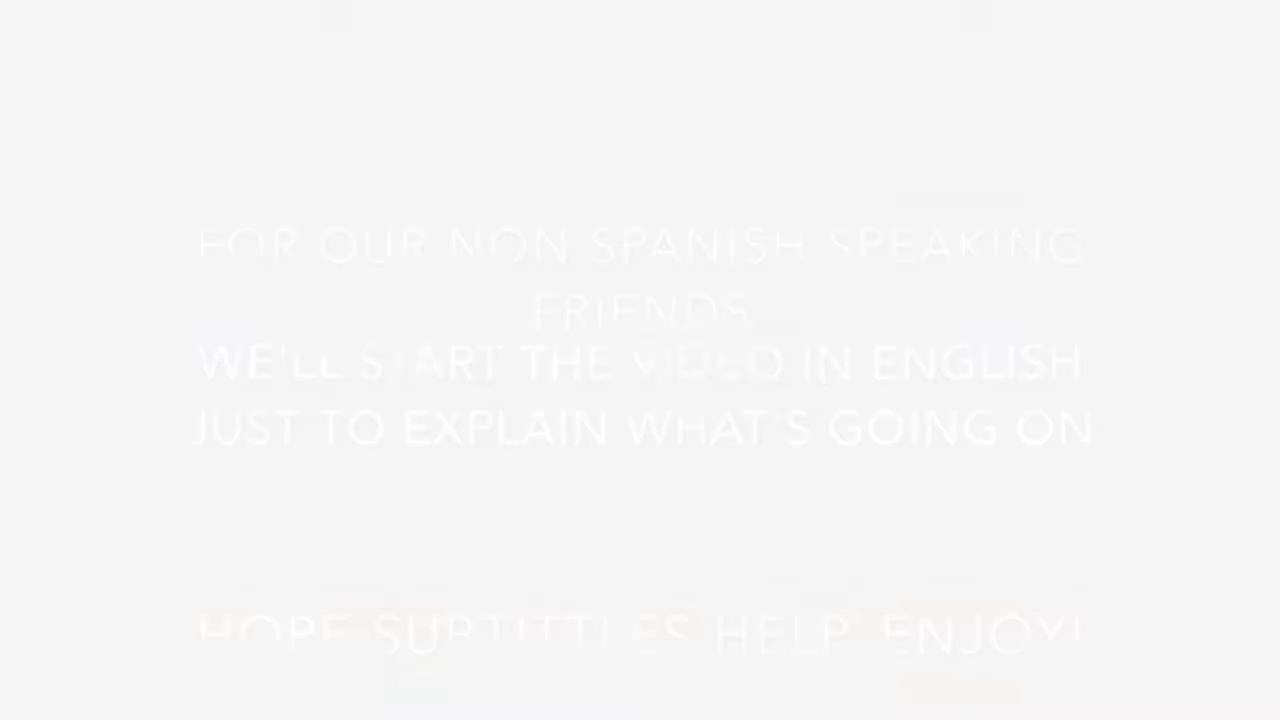 FOR OUR NON SPANISH SPEAKING
FRIENDS
WE'LL START THE VIDEO IN ENGLISH
JUST TO EXPLAIN WHAT'S GOING ON
HOPE SUBTITTLES HELP ENJOY!